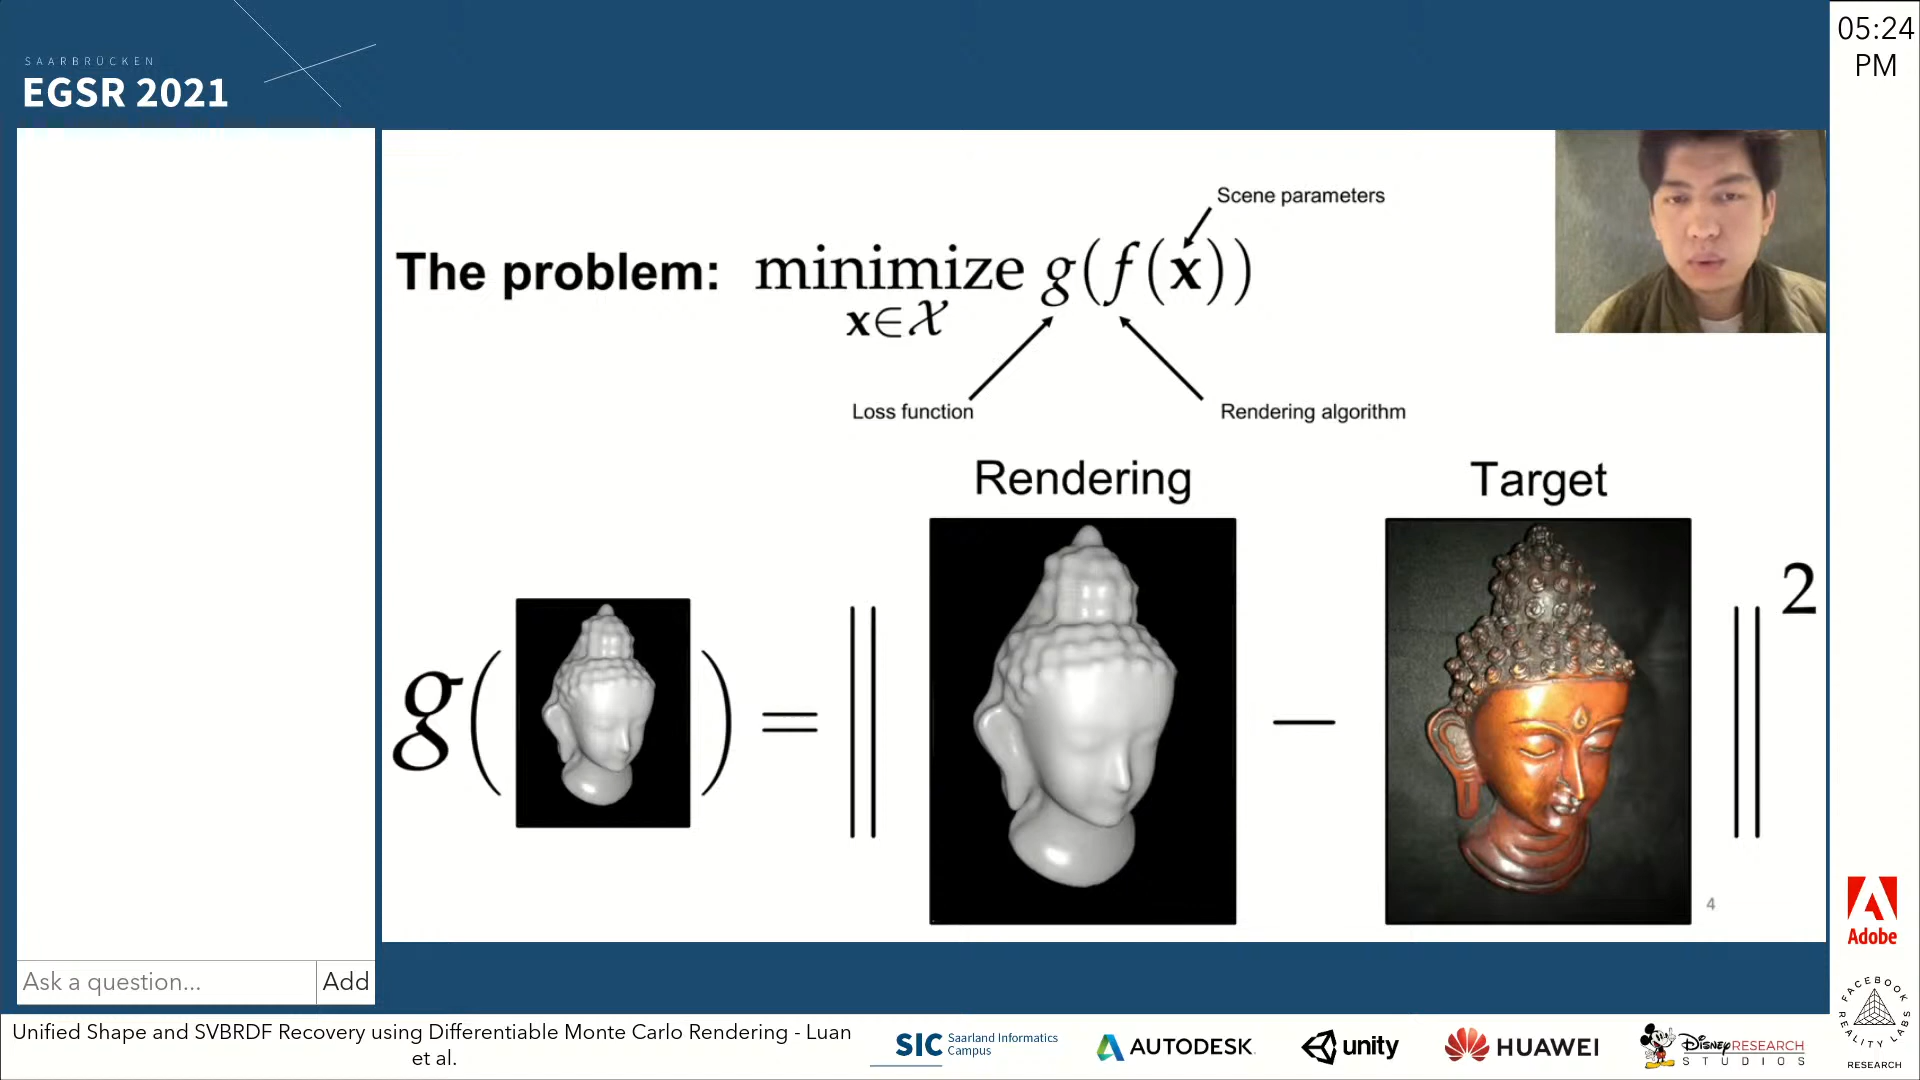 SAARBRÜCKEN
EGSR 2021
05:24
PM
Scene parameters
The problem: minimize g(f(x))
x∈𝒳
Loss function
Rendering algorithm
Rendering
Target
g( ) = ‖ − ‖²
4
Ask a question...
Add
Unified Shape and SVBRDF Recovery using Differentiable Monte Carlo Rendering - Luan
et al.
SIC Saarland Informatics
Campus
AUTODESK.
unity
HUAWEI
DISNEY RESEARCH
STUDIOS
Adobe
FACEBOOK
REALITY LABS
RESEARCH